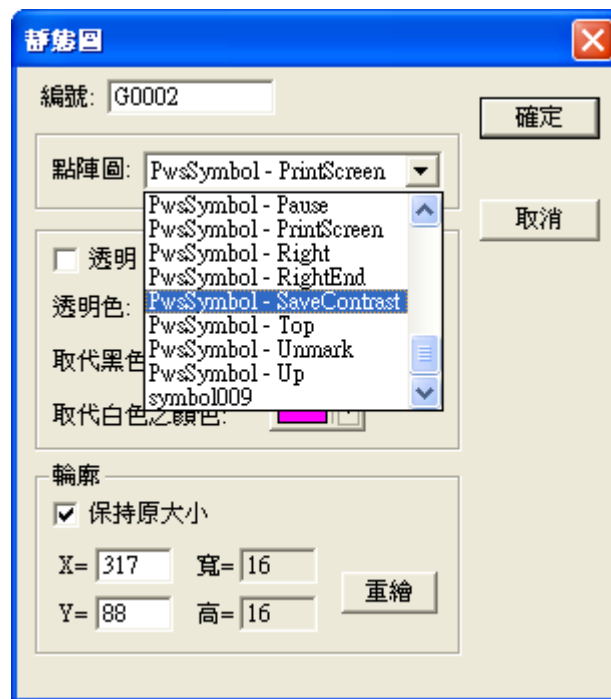 靜態圖
編號: G0002
確定
點陣圖: PwsSymbol - PrintScreen
PwsSymbol - Pause
PwsSymbol - PrintScreen
取消
PwsSymbol - Right
透明
PwsSymbol - RightEnd
透明色:
PwsSymbol - SaveContrast
PwsSymbol - Top
取代黑色
PwsSymbol - Unmark
PwsSymbol - Up
symbol009
取代白色之顏色:
輪廓
保持原大小
X= 317 寬= 16
重繪
Y= 88 高= 16